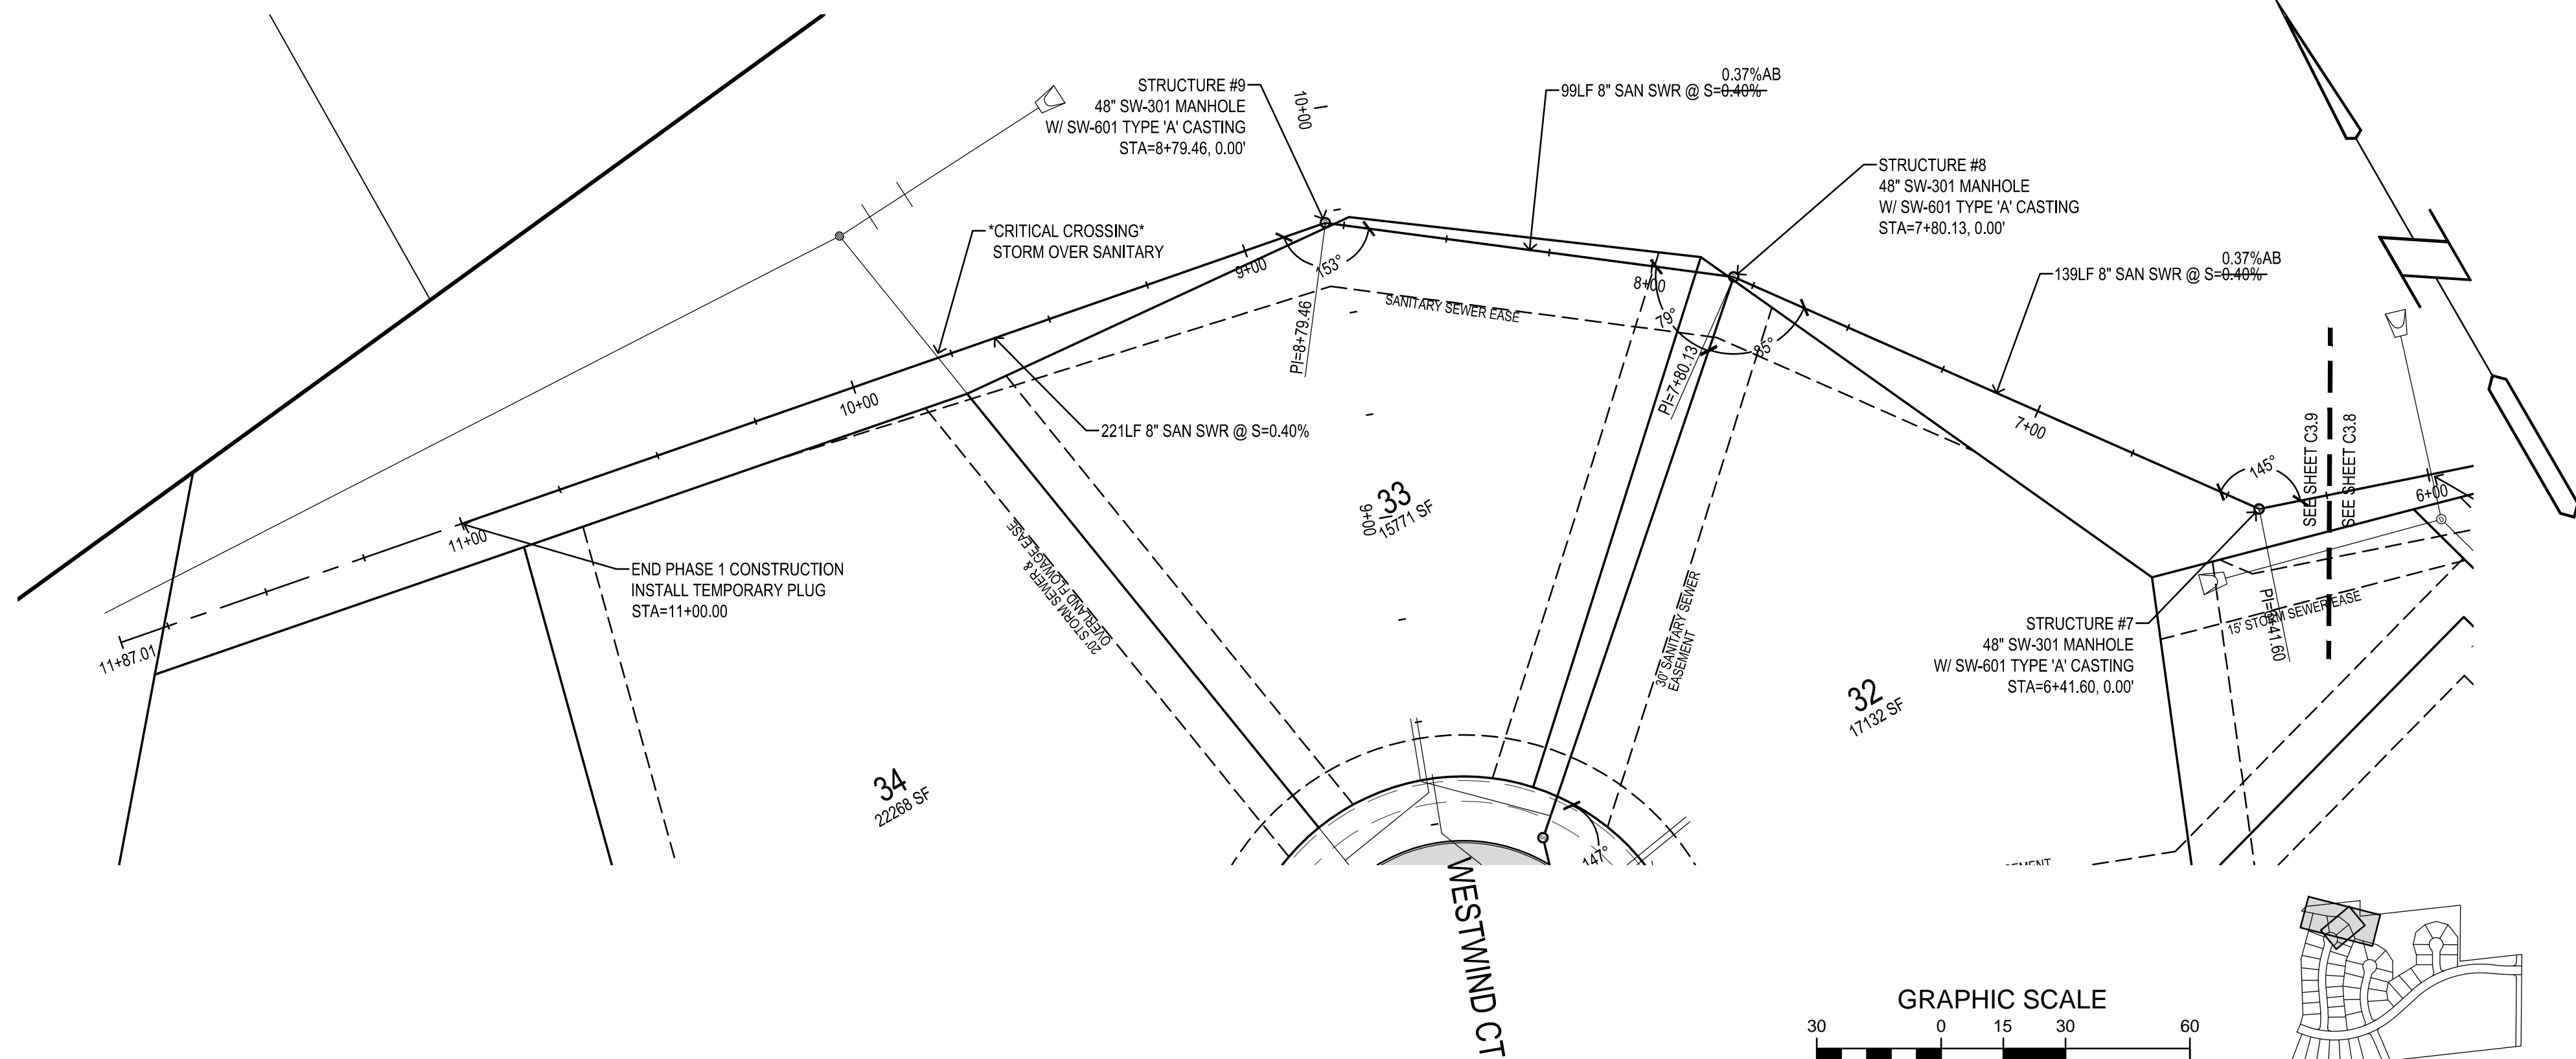 STRUCTURE #9
48" SW-301 MANHOLE
W/ SW-601 TYPE 'A' CASTING
STA=8+79.46, 0.00'
10+00
0.37%AB
99LF 8" SAN SWR @ S=0.40%
STRUCTURE #8
48" SW-301 MANHOLE
W/ SW-601 TYPE 'A' CASTING
STA=7+80.13, 0.00'
0.37%AB
139LF 8" SAN SWR @ S=0.40%
*CRITICAL CROSSING*
STORM OVER SANITARY
9+00
153°
8+00
SANITARY SEWER EASE
79°
85°
PI=8+79.46
PI=7+80.13
10+00
221LF 8" SAN SWR @ S=0.40%
7+00
145°
6+00
SEE SHEET C3.9
SEE SHEET C3.8
33
15771 SF
9+00
11+00
END PHASE 1 CONSTRUCTION
INSTALL TEMPORARY PLUG
STA=11+00.00
20' STORM SEWER &
OVERLAND FLOWAGE EASE
30' SANITARY SEWER
EASEMENT
15' STORM SEWER EASE
PI=6+41.60
STRUCTURE #7
48" SW-301 MANHOLE
W/ SW-601 TYPE 'A' CASTING
STA=6+41.60, 0.00'
11+87.01
32
17132 SF
34
22268 SF
147°
WESTWIND CT
GRAPHIC SCALE
30 0 15 30 60